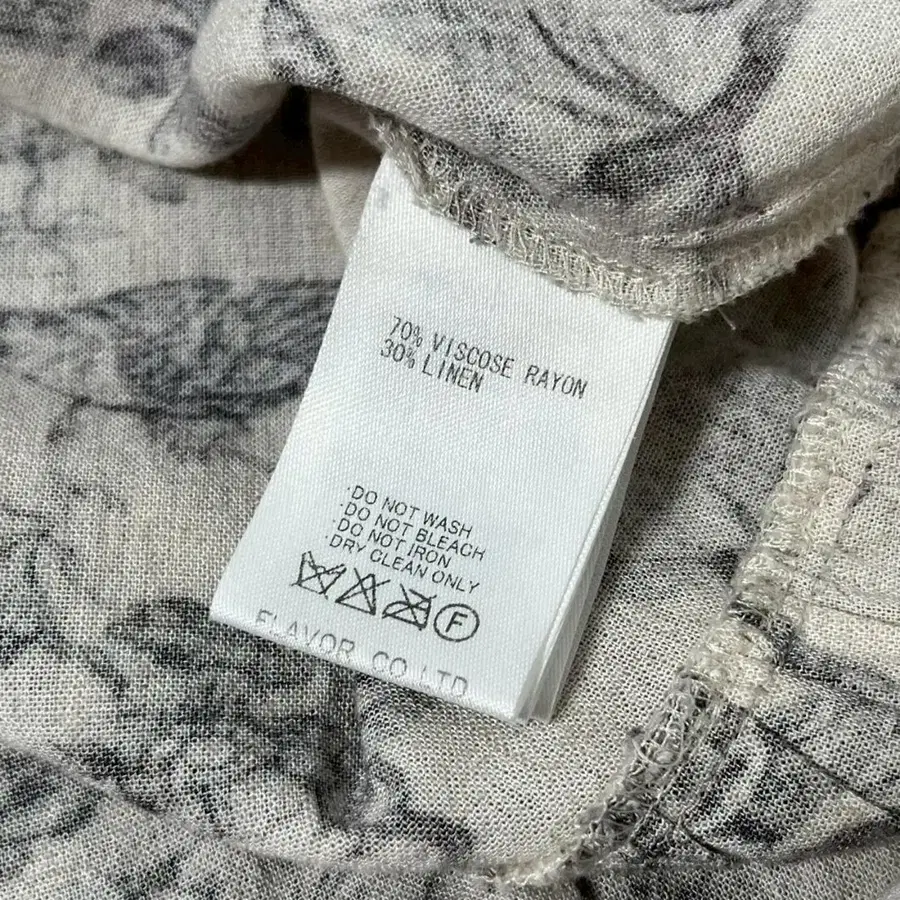 70% VISCOSE RAYON
30% LINEN
·DO NOT WASH
·DO NOT BLEACH
·DO NOT IRON
·DRY CLEAN ONLY
F
FLAVOR CO LTD